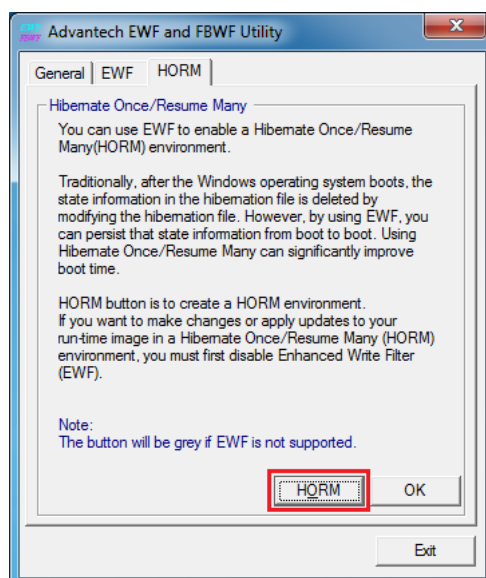 Advantech EWF and FBWF Utility
General EWF HORM
Hibernate Once/Resume Many
You can use EWF to enable a Hibernate Once/Resume
Many(HORM) environment.
Traditionally, after the Windows operating system boots, the
state information in the hibernation file is deleted by
modifying the hibernation file. However, by using EWF, you
can persist that state information from boot to boot. Using
Hibernate Once/Resume Many can significantly improve
boot time.
HORM button is to create a HORM environment.
If you want to make changes or apply updates to your
run-time image in a Hibernate Once/Resume Many (HORM)
environment, you must first disable Enhanced Write Filter
(EWF).
Note:
The button will be grey if EWF is not supported.
HORM OK
Exit